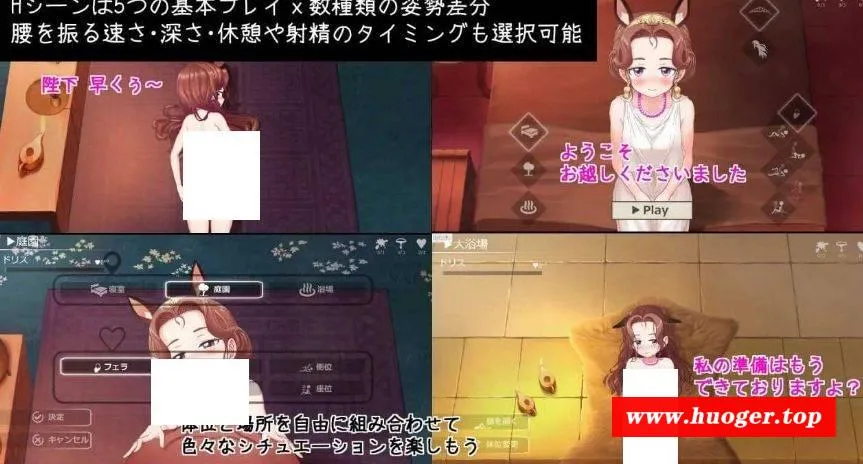 Hシーンは5つの基本プレイx数種類の姿勢差分
腰を振る速さ・深さ・休憩や射精のタイミングも選択可能
陛下 早くぅ～
ようこそ
お越しくださいました
▶Play
▶庭園
ドリス
寝室
庭園
浴場
フェラ
側位
座位
決定
キャンセル
体位と場所を自由に組み合わせて
色々なシチュエーションを楽しもう
▶大浴場
ドリス
私の準備はもう
できておりますよ?
体位変更
www.huoger.top